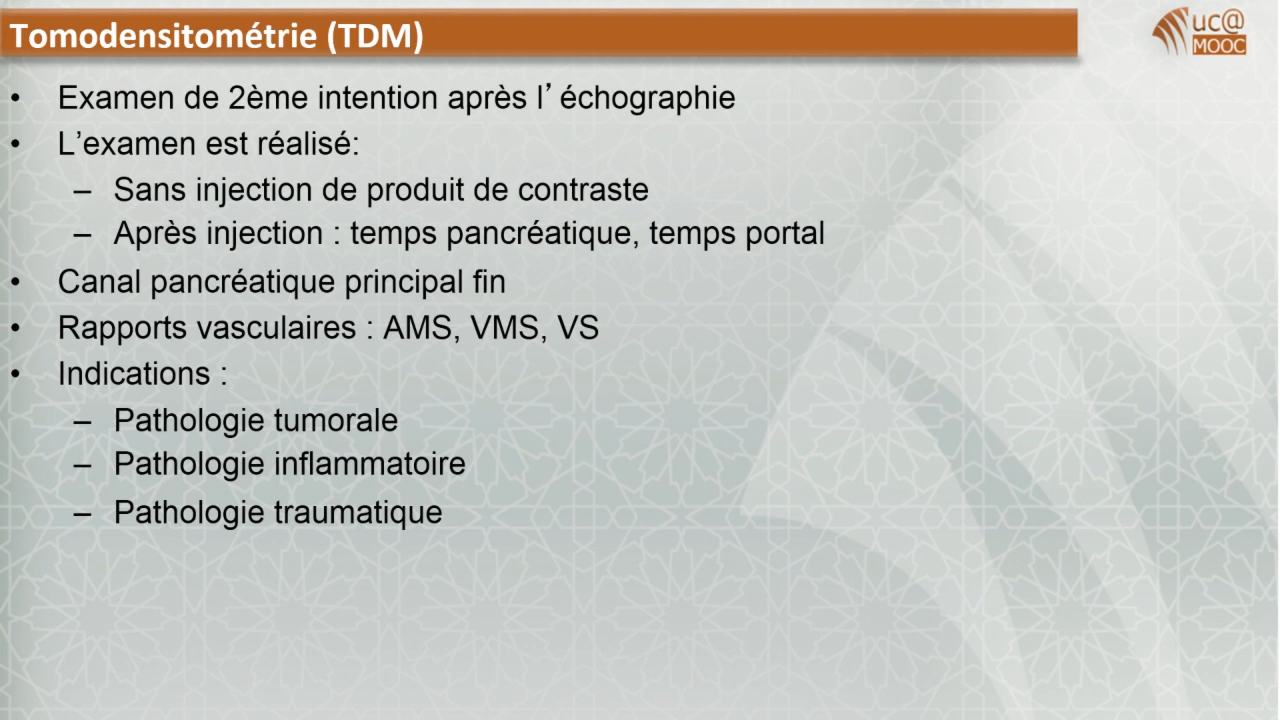 Tomodensitométrie (TDM)
uc@
MOOC
• Examen de 2ème intention après l’échographie
• L’examen est réalisé:
– Sans injection de produit de contraste
– Après injection : temps pancréatique, temps portal
• Canal pancréatique principal fin
• Rapports vasculaires : AMS, VMS, VS
• Indications :
– Pathologie tumorale
– Pathologie inflammatoire
– Pathologie traumatique